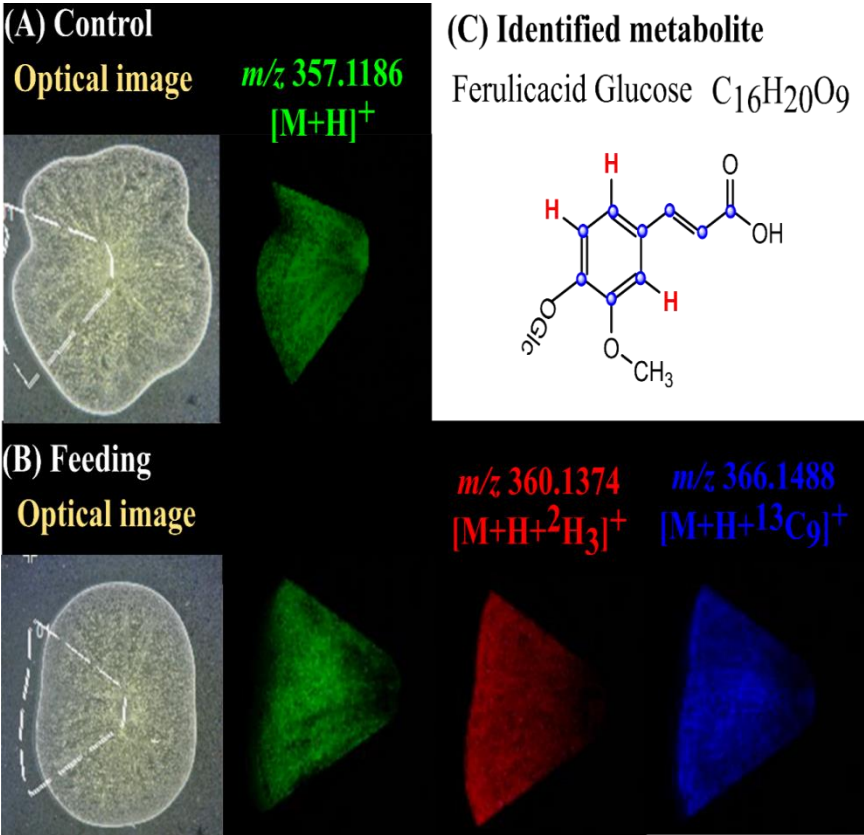 (A) Control
Optical image
m/z 357.1186
[M+H]⁺
(C) Identified metabolite
Ferulicacid Glucose C₁₆H₂₀O₉
H
H
O
OH
H
OGlc
O
CH₃
(B) Feeding
Optical image
m/z 360.1374
[M+H+²H₃]⁺
m/z 366.1488
[M+H+¹³C₉]⁺